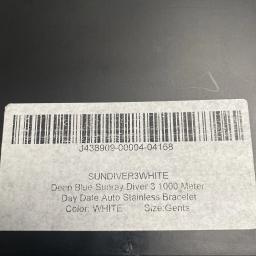 J438909-00004-04168
SUNDIVER3WHITE
Deep Blue Sunray Diver 3 1000 Meter
Day Date Auto Stainless Bracelet
Color: WHITE Size:Gents